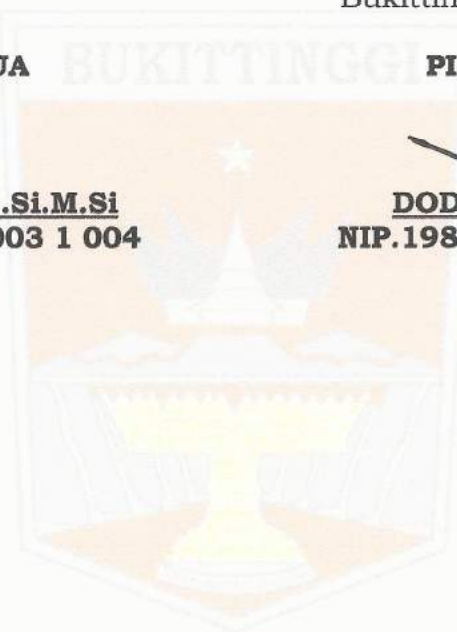 Bukittin
UA PI
BUKITTINGGI
.Si.M.Si DOD
003 1 004 NIP.198